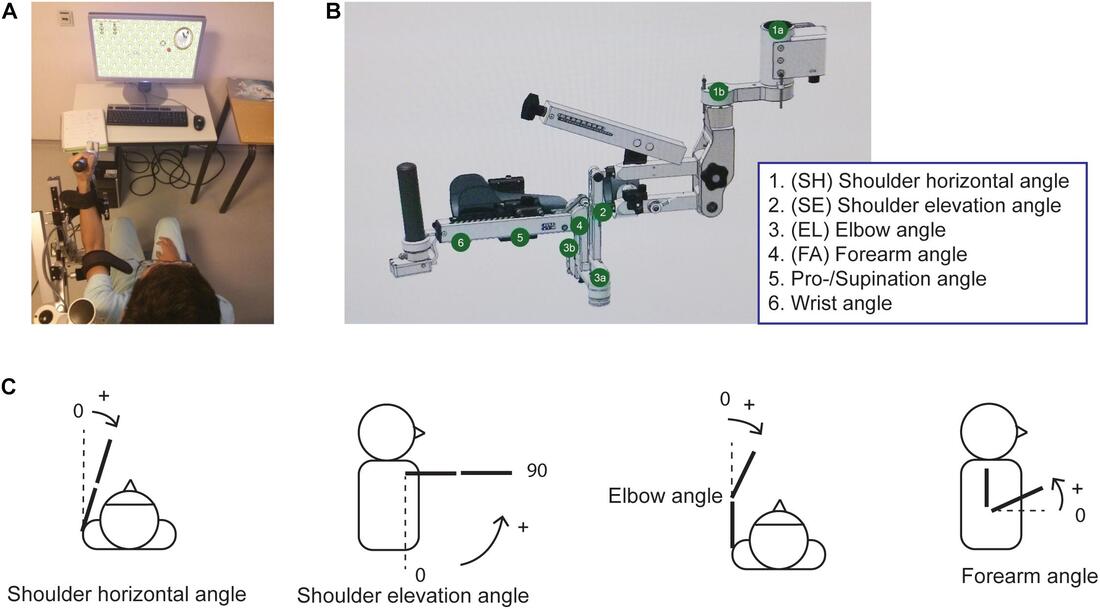 A
B
1a
1b
2
4
5
6
3b
3a
1. (SH) Shoulder horizontal angle
2. (SE) Shoulder elevation angle
3. (EL) Elbow angle
4. (FA) Forearm angle
5. Pro-/Supination angle
6. Wrist angle
C
0 +
Shoulder horizontal angle
90
+
0
Shoulder elevation angle
0 +
Elbow angle
+
0
Forearm angle